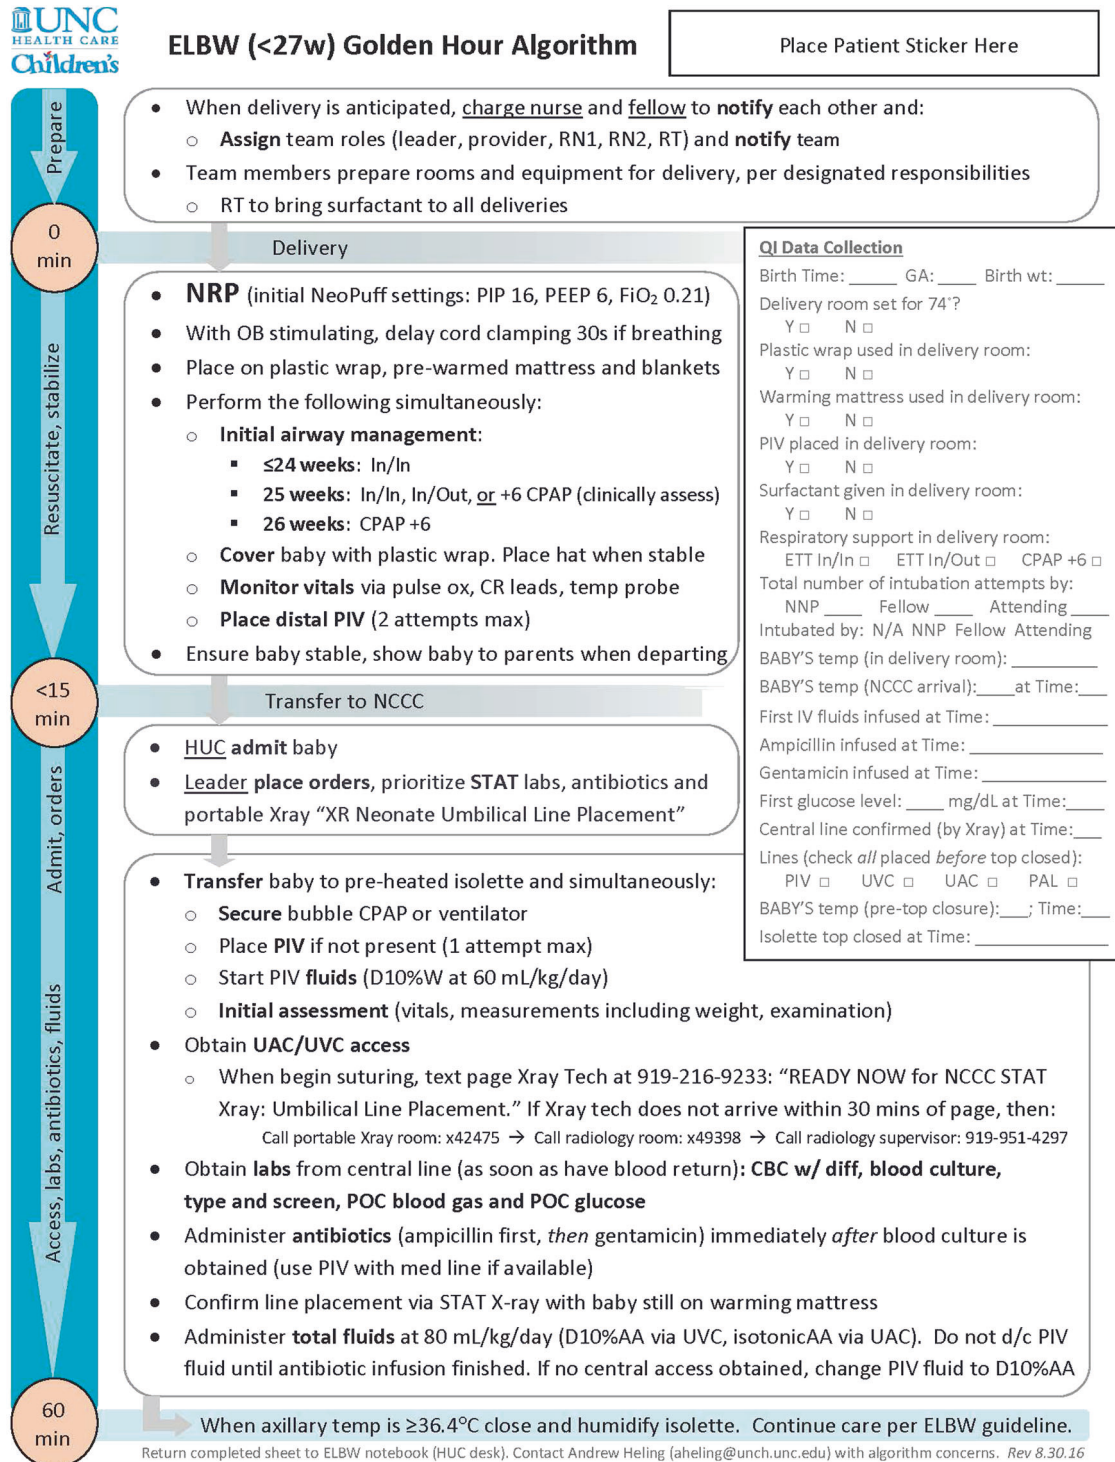 UNC
HEALTH CARE
Children's
ELBW (<27w) Golden Hour Algorithm
Place Patient Sticker Here
Prepare
• When delivery is anticipated, charge nurse and fellow to notify each other and:
○ Assign team roles (leader, provider, RN1, RN2, RT) and notify team
• Team members prepare rooms and equipment for delivery, per designated responsibilities
○ RT to bring surfactant to all deliveries
0
min
Delivery
Resuscitate, stabilize
• NRP (initial NeoPuff settings: PIP 16, PEEP 6, FiO₂ 0.21)
• With OB stimulating, delay cord clamping 30s if breathing
• Place on plastic wrap, pre-warmed mattress and blankets
• Perform the following simultaneously:
○ Initial airway management:
▪ ≤24 weeks: In/In
▪ 25 weeks: In/In, In/Out, or +6 CPAP (clinically assess)
▪ 26 weeks: CPAP +6
○ Cover baby with plastic wrap. Place hat when stable
○ Monitor vitals via pulse ox, CR leads, temp probe
○ Place distal PIV (2 attempts max)
• Ensure baby stable, show baby to parents when departing
<15
min
Transfer to NCCC
Admit, orders
• HUC admit baby
• Leader place orders, prioritize STAT labs, antibiotics and
portable Xray “XR Neonate Umbilical Line Placement”
QI Data Collection
Birth Time: _____ GA: ____ Birth wt: _____
Delivery room set for 74°?
Y □ N □
Plastic wrap used in delivery room:
Y □ N □
Warming mattress used in delivery room:
Y □ N □
PIV placed in delivery room:
Y □ N □
Surfactant given in delivery room:
Y □ N □
Respiratory support in delivery room:
ETT In/In □ ETT In/Out □ CPAP +6 □
Total number of intubation attempts by:
NNP ____ Fellow ____ Attending ____
Intubated by: N/A NNP Fellow Attending
BABY'S temp (in delivery room): _________
BABY'S temp (NCCC arrival):____at Time:___
First IV fluids infused at Time: ____________
Ampicillin infused at Time: ______________
Gentamicin infused at Time: _____________
First glucose level: ____ mg/dL at Time:____
Central line confirmed (by Xray) at Time:___
Lines (check all placed before top closed):
PIV □ UVC □ UAC □ PAL □
BABY'S temp (pre-top closure):___; Time:___
Isolette top closed at Time: ______________
Access, labs, antibiotics, fluids
• Transfer baby to pre-heated isolette and simultaneously:
○ Secure bubble CPAP or ventilator
○ Place PIV if not present (1 attempt max)
○ Start PIV fluids (D10%W at 60 mL/kg/day)
○ Initial assessment (vitals, measurements including weight, examination)
• Obtain UAC/UVC access
○ When begin suturing, text page Xray Tech at 919-216-9233: “READY NOW for NCCC STAT
Xray: Umbilical Line Placement.” If Xray tech does not arrive within 30 mins of page, then:
Call portable Xray room: x42475 → Call radiology room: x49398 → Call radiology supervisor: 919-951-4297
• Obtain labs from central line (as soon as have blood return): CBC w/ diff, blood culture,
type and screen, POC blood gas and POC glucose
• Administer antibiotics (ampicillin first, then gentamicin) immediately after blood culture is
obtained (use PIV with med line if available)
• Confirm line placement via STAT X-ray with baby still on warming mattress
• Administer total fluids at 80 mL/kg/day (D10%AA via UVC, isotonicAA via UAC). Do not d/c PIV
fluid until antibiotic infusion finished. If no central access obtained, change PIV fluid to D10%AA
60
min
When axillary temp is ≥36.4°C close and humidify isolette. Continue care per ELBW guideline.
Return completed sheet to ELBW notebook (HUC desk). Contact Andrew Heling (aheling@unch.unc.edu) with algorithm concerns. Rev 8.30.16